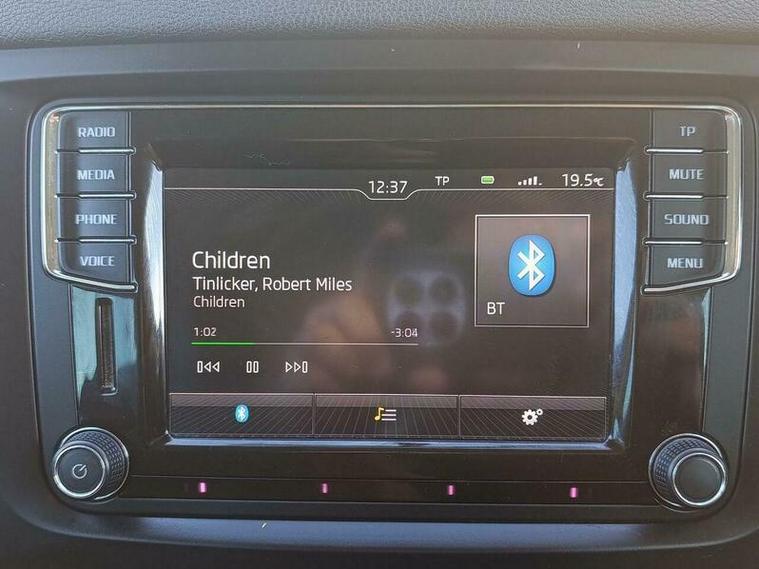 RADIO
MEDIA
PHONE
VOICE
12:37 TP 19.5°C
Children
Tinlicker, Robert Miles
Children
1:02 -3:04
BT
TP
MUTE
SOUND
MENU